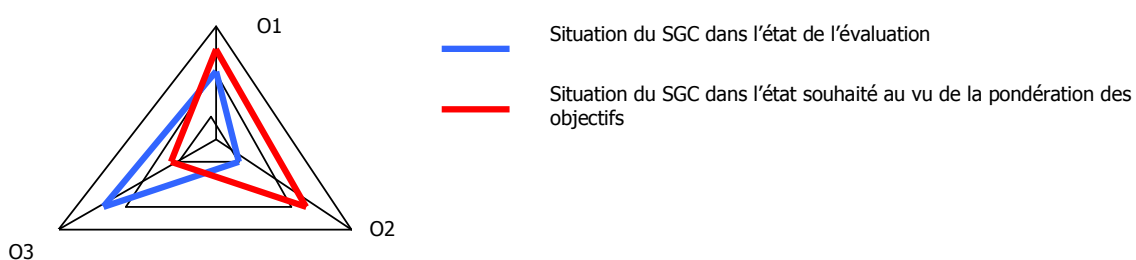 O1
Situation du SGC dans l'état de l'évaluation
Situation du SGC dans l'état souhaité au vu de la pondération des
objectifs
O2
O3